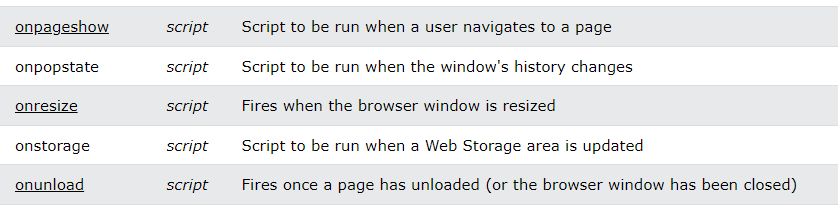 onpageshow script Script to be run when a user navigates to a page
onpopstate script Script to be run when the window's history changes
onresize script Fires when the browser window is resized
onstorage script Script to be run when a Web Storage area is updated
onunload script Fires once a page has unloaded (or the browser window has been closed)